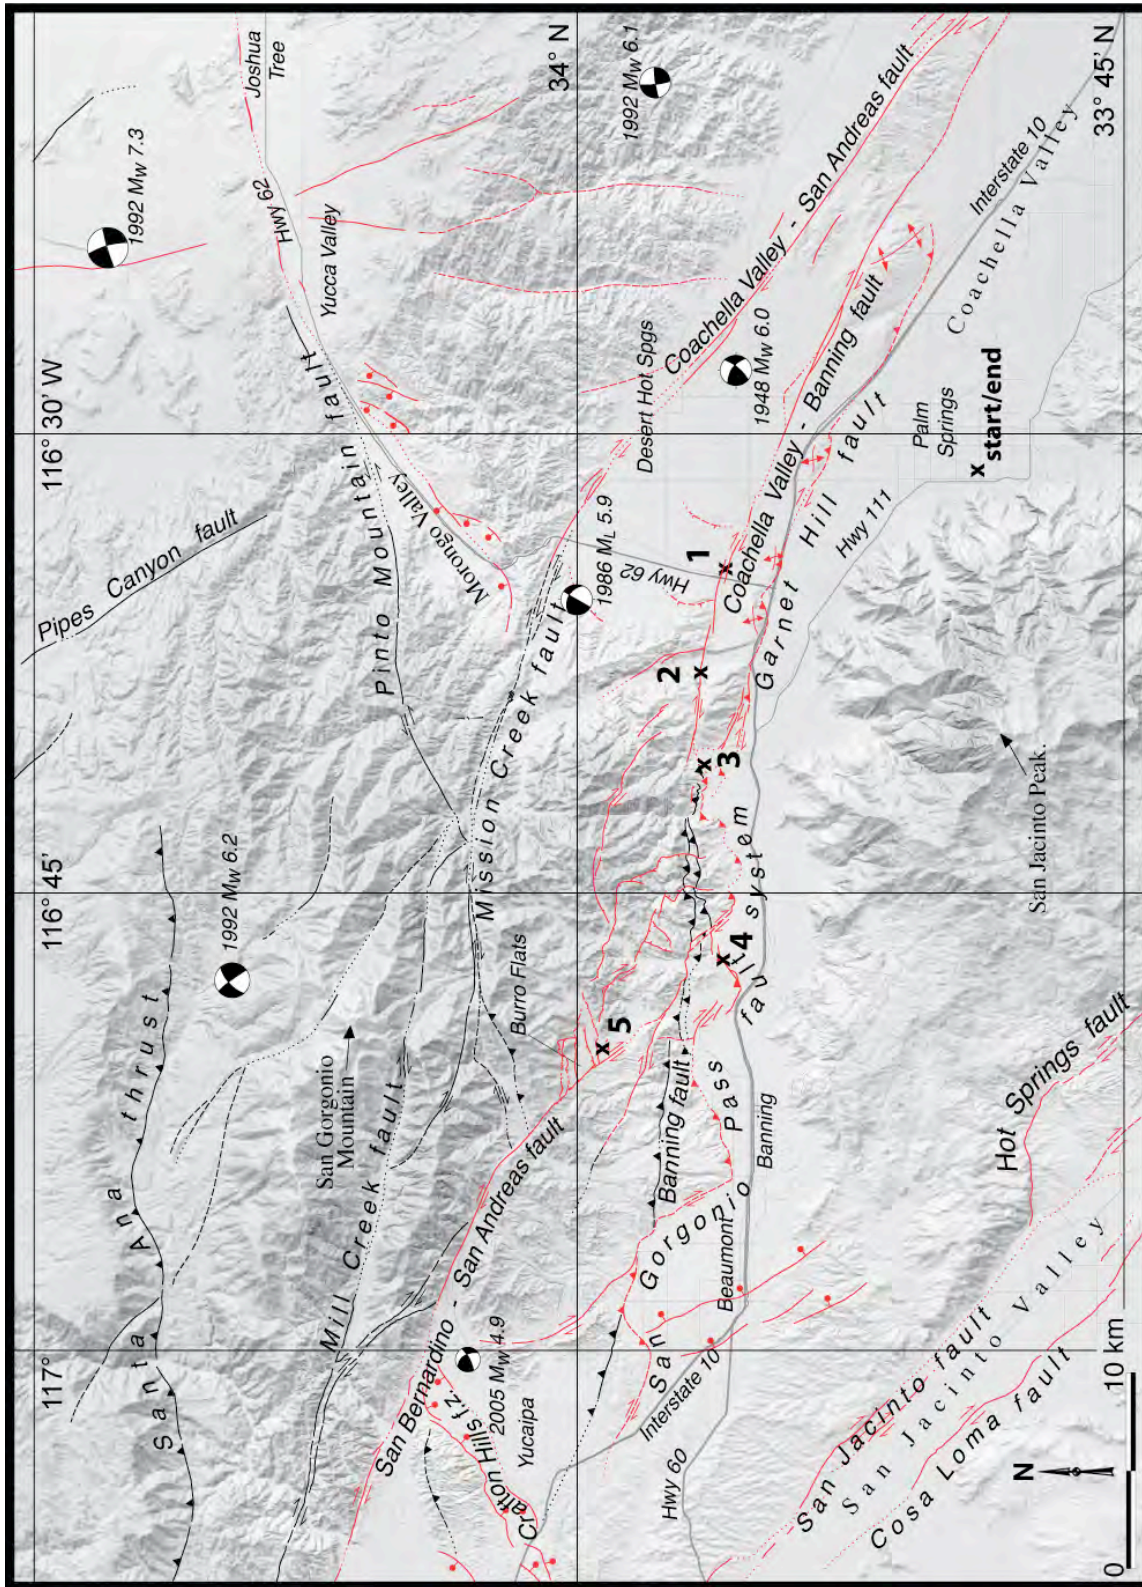 117°
116° 45'
116° 30' W
Pipes Canyon fault
1992 Mw 7.3
Joshua
Tree
Santa Ana thrust
1992 Mw 6.2
Hwy 62
Yucca Valley
San Gorgonio
Mountain
Pinto Mountain fault
Morongo Valley
Mill Creek fault
Mission Creek fault
34° N
Burro Flats
1986 ML 5.9
Desert Hot Spgs
1992 Mw 6.1
San Bernardino - San Andreas fault
Coachella Valley - San Andreas fault
2005 Mw 4.9
Crafton Hills f.z.
Yucaipa
5
Hwy 62
1948 Mw 6.0
2
1
3
4
Banning fault
Coachella Valley - Banning fault
San Gorgonio Pass fault system
Garnet Hill fault
Interstate 10
Interstate 10
Hwy 60
Beaumont
Banning
Hwy 111
Palm
Springs
x start/end
Coachella Valley
San Jacinto Peak.
Hot Springs fault
San Jacinto fault
San Jacinto Valley
Cosa Loma fault
33° 45' N
N
0
10 km